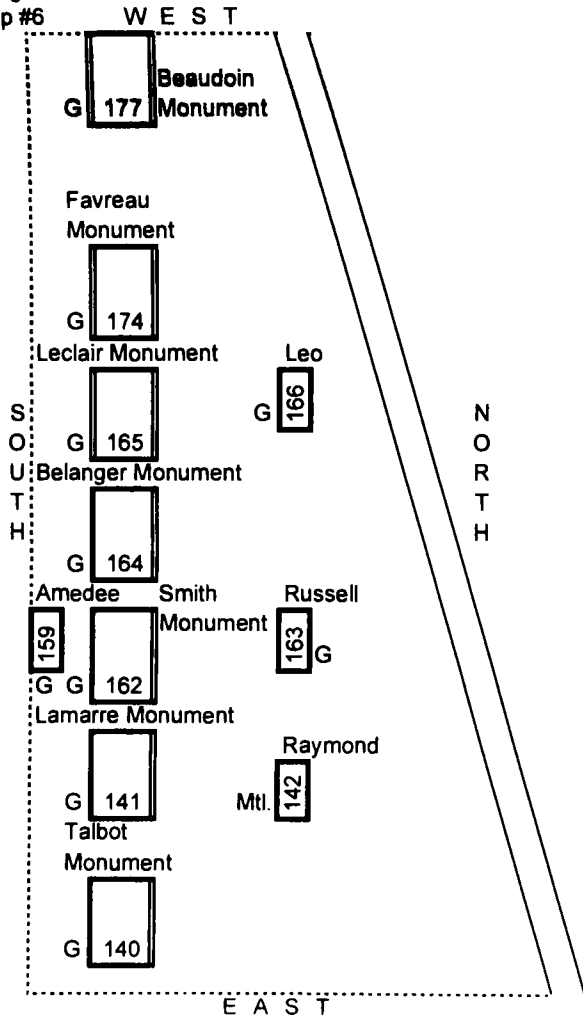 p #6
W E S T
Beaudoin
Monument
G 177
Favreau
Monument
G 174
Leclair Monument
Leo
G 165
G 166
Belanger Monument
G 164
Amedee
Smith
Monument
Russell
159
G
G 162
163 G
Lamarre Monument
Raymond
G 141
Mtl. 142
Talbot
Monument
G 140
S
O
U
T
H
N
O
R
T
H
E A S T